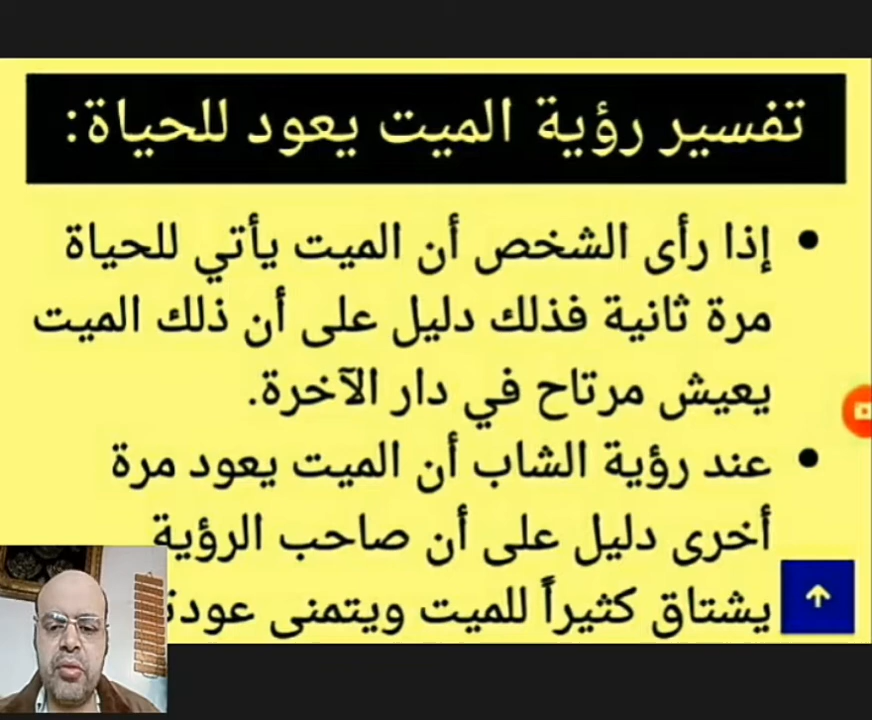 تفسير رؤية الميت يعود للحياة:
• إذا رأى الشخص أن الميت يأتي للحياة
مرة ثانية فذلك دليل على أن ذلك الميت
يعيش مرتاح في دار الآخرة.
• عند رؤية الشاب أن الميت يعود مرة
أخرى دليل على أن صاحب الرؤية
يشتاق كثيراً للميت ويتمنى